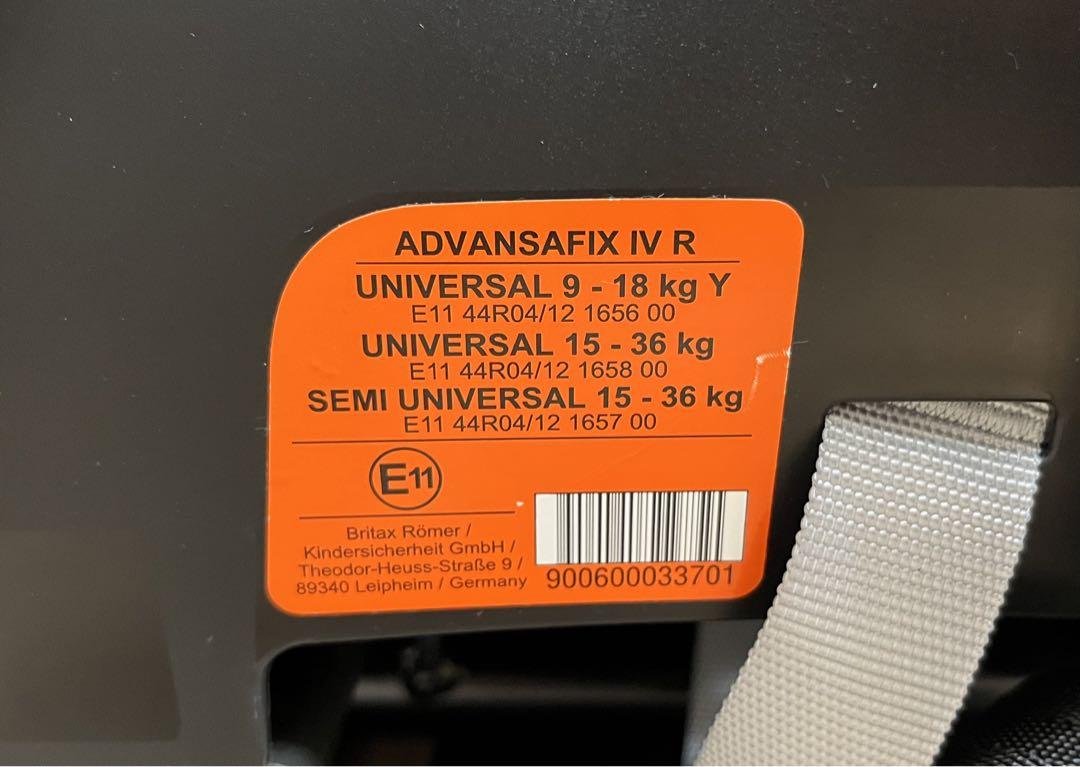 ADVANSAFIX IV R
UNIVERSAL 9 - 18 kg Y
E11 44R04/12 1656 00
UNIVERSAL 15 - 36 kg
E11 44R04/12 1658 00
SEMI UNIVERSAL 15 - 36 kg
E11 44R04/12 1657 00
E11
Britax Römer /
Kindersicherheit GmbH /
Theodor-Heuss-Straße 9 /
89340 Leipheim / Germany
900600033701